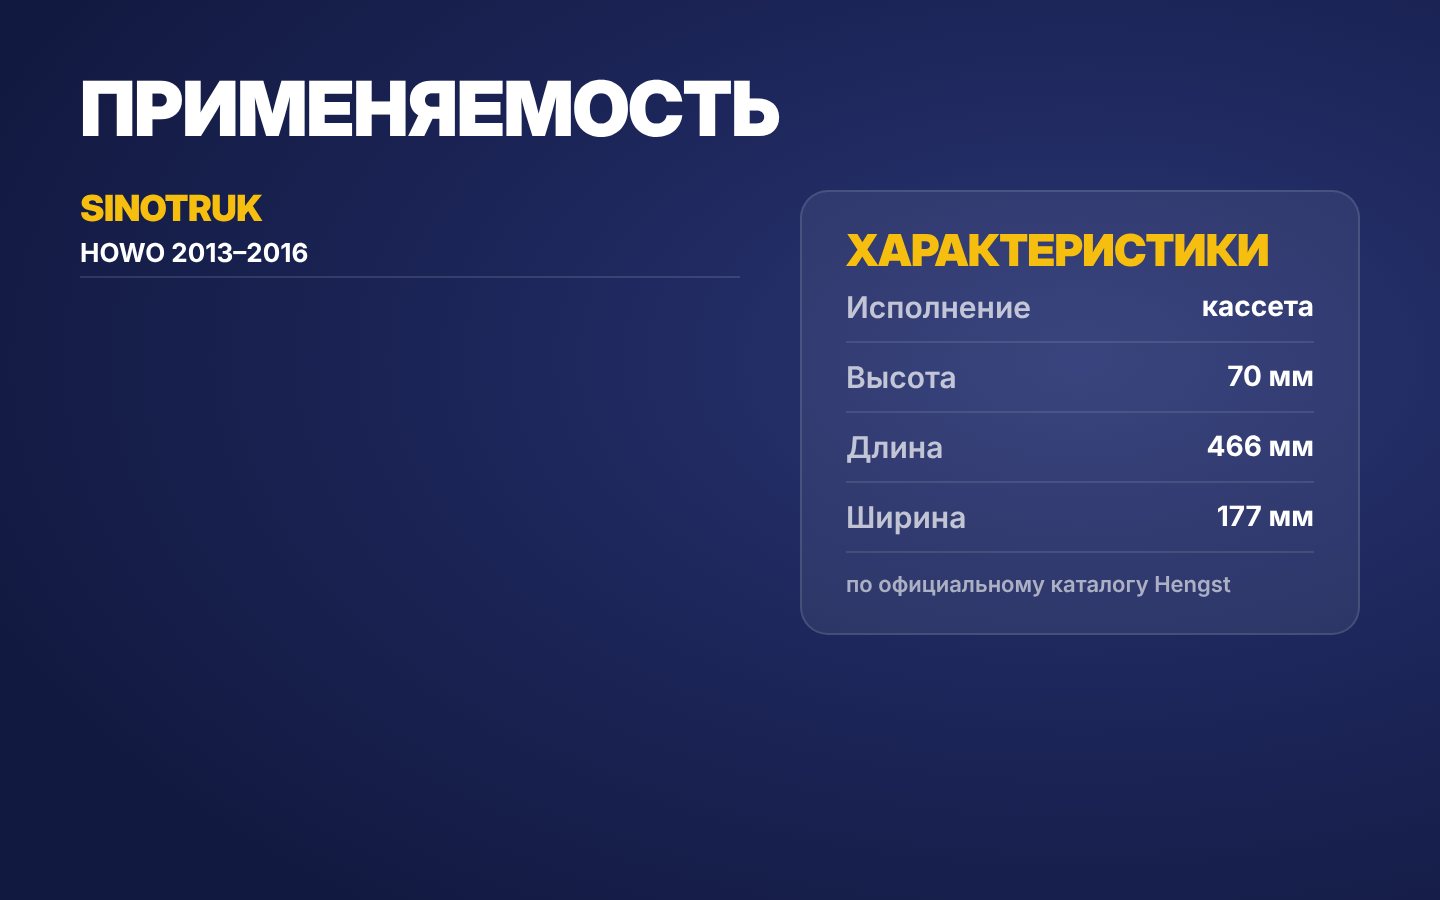 ПРИМЕНЯЕМОСТЬ
SINOTRUK
HOWO 2013–2016
ХАРАКТЕРИСТИКИ
Исполнение кассета
Высота 70 мм
Длина 466 мм
Ширина 177 мм
по официальному каталогу Hengst